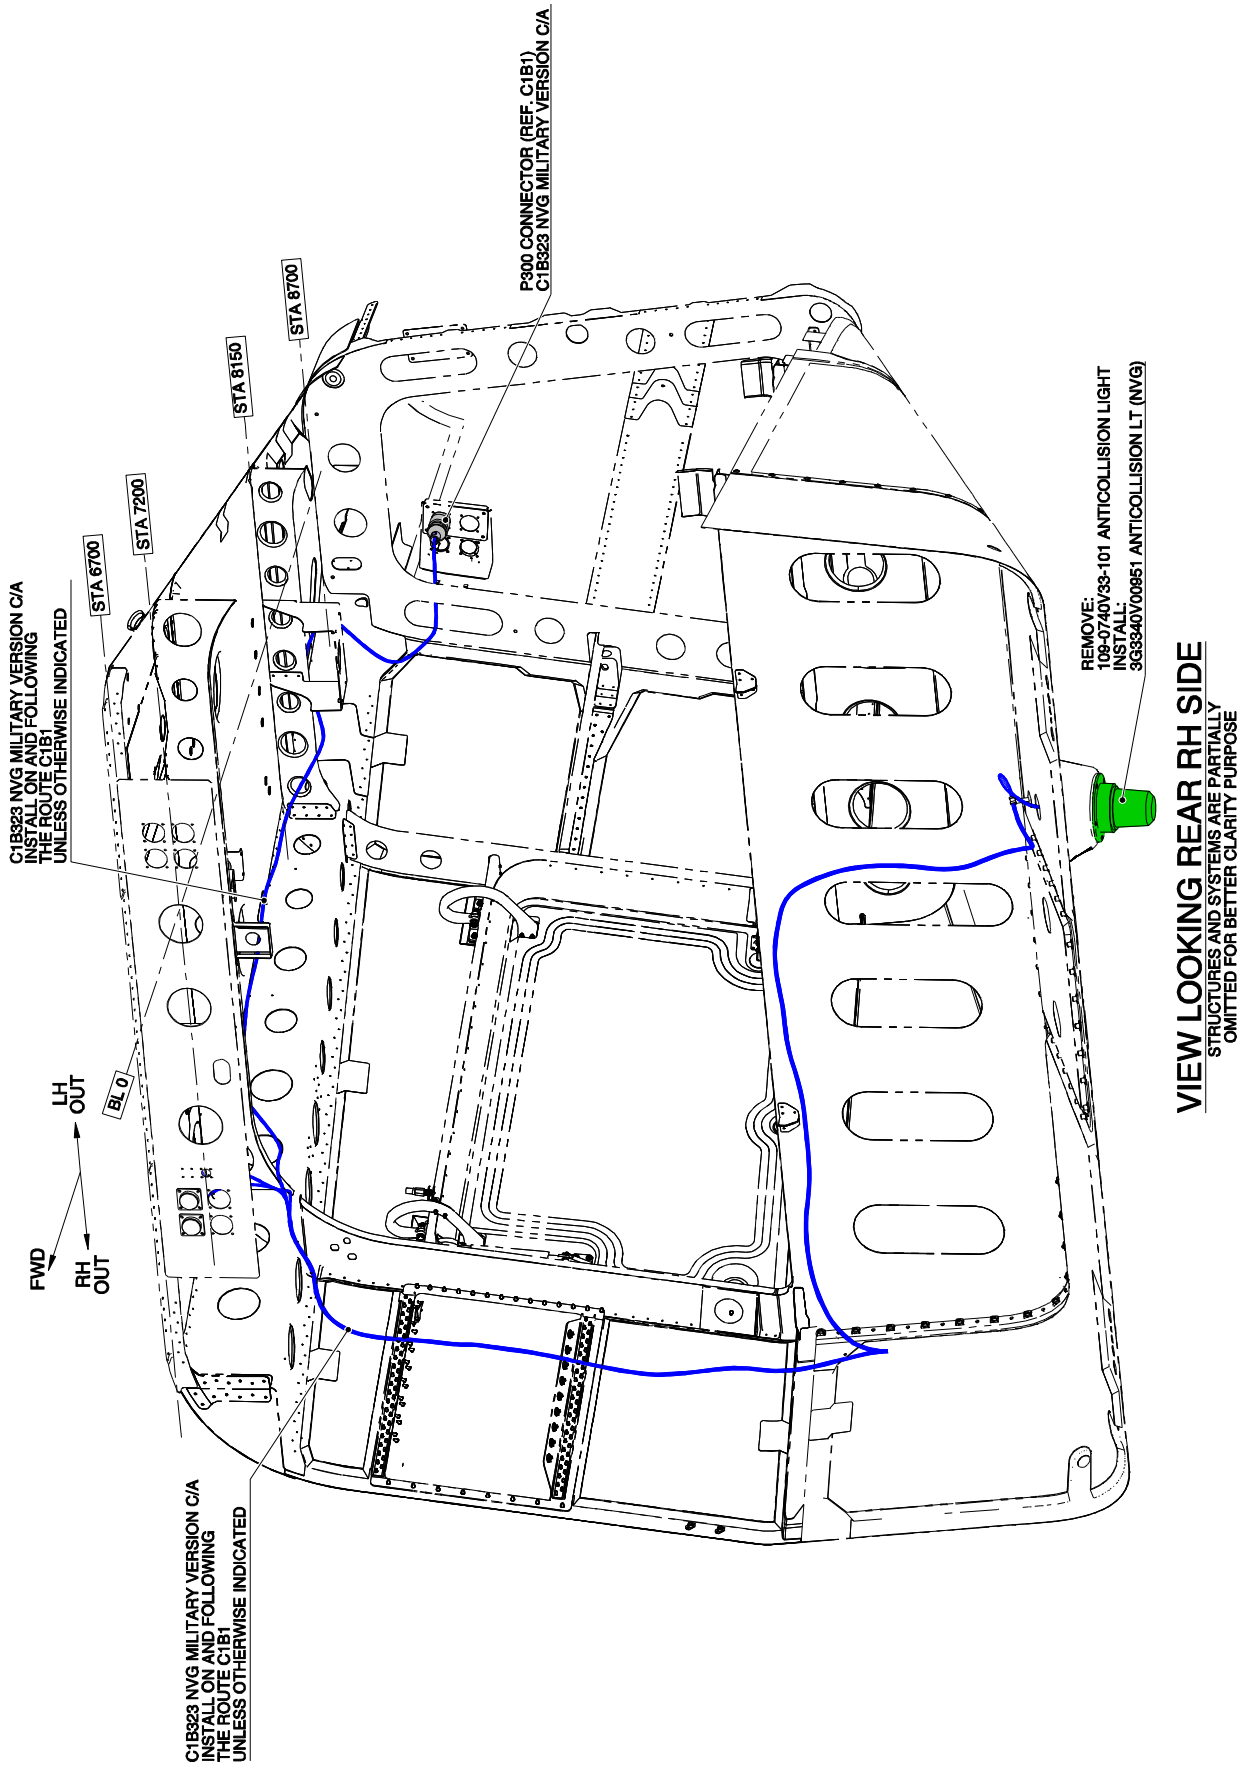 P300 CONNECTOR (REF. C1B1)
C1B323 NVG MILITARY VERSION C/A
STA 8700
STA 8150
STA 7200
STA 6700
C1B323 NVG MILITARY VERSION C/A
INSTALL ON AND FOLLOWING
THE ROUTE C1B1
UNLESS OTHERWISE INDICATED
BL 0
LH
OUT
FWD
RH
OUT
C1B323 NVG MILITARY VERSION C/A
INSTALL ON AND FOLLOWING
THE ROUTE C1B1
UNLESS OTHERWISE INDICATED
REMOVE:
109-0740V33-101 ANTICOLLISION LIGHT
INSTALL:
3G3340V00951 ANTICOLLISION LT (NVG)
VIEW LOOKING REAR RH SIDE
STRUCTURES AND SYSTEMS ARE PARTIALLY
OMITTED FOR BETTER CLARITY PURPOSE